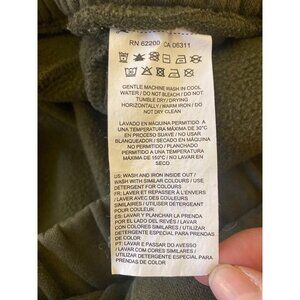 RN 62200 CA 06311
GENTLE MACHINE WASH IN COOL
WATER / DO NOT BLEACH / DO NOT
TUMBLE DRY / DRYING
HORIZONTALLY / WARM IRON / DO
NOT DRY CLEAN
LAVADO EN MÁQUINA PERMITIDO A
UNA TEMPERATURA MÁXIMA DE 30°C
EN PROCESO SUAVE / NO USAR
BLANQUEADOR / SECADO EN MÁQUINA
NO PERMITIDO / PLANCHADO
PERMITIDO A UNA TEMPERATURA
MÁXIMA DE 150°C / NO LAVAR EN
SECO
US: WASH AND IRON INSIDE OUT /
WASH WITH SIMILAR COLOURS / USE
DETERGENT FOR COLOURS
FR: LAVER ET REPASSER À L'ENVERS
/ LAVER AVEC DES COULEURS
SIMILAIRES / UTILISER DÉTERGENT
POUR COULEUR
ES: LAVAR Y PLANCHAR LA PRENDA
POR EL LADO DEL REVÉS / LAVAR
CON COLORES SIMILARES / UTILIZAR
DETERGENTE ESPECIAL PARA PRENDAS
DE COLOR
PT: LAVAR E PASSAR DO AVESSO
/ LAVAR COM CORES SIMILARES /
UTILIZAR DETERGENTE ESPECIAL
PARA PRENDAS DE COR